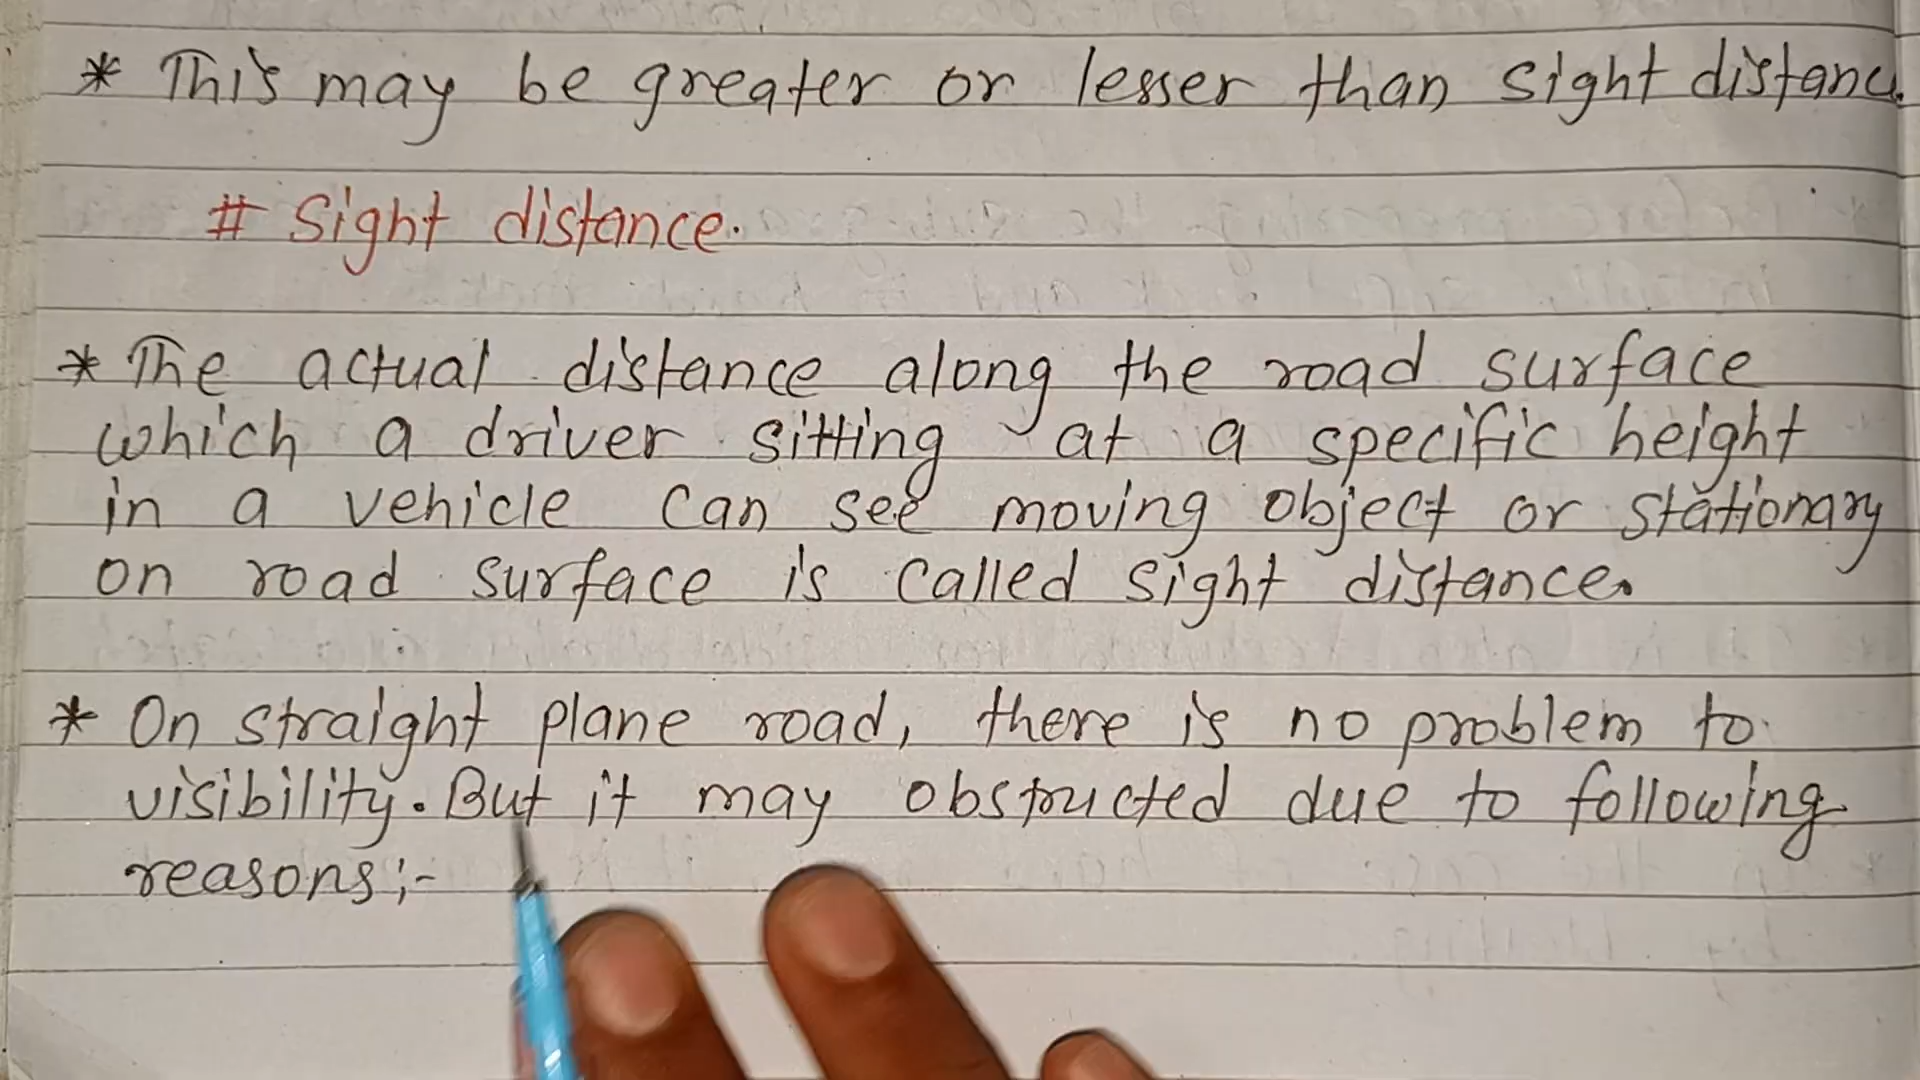 * This may be greater or lesser than sight distance.
# Sight distance.
* The actual distance along the road surface
which a driver sitting at a specific height
in a vehicle can see moving object or stationary
on road surface is called sight distance.
* On straight plane road, there is no problem to
visibility. But it may obstructed due to following
reasons;-